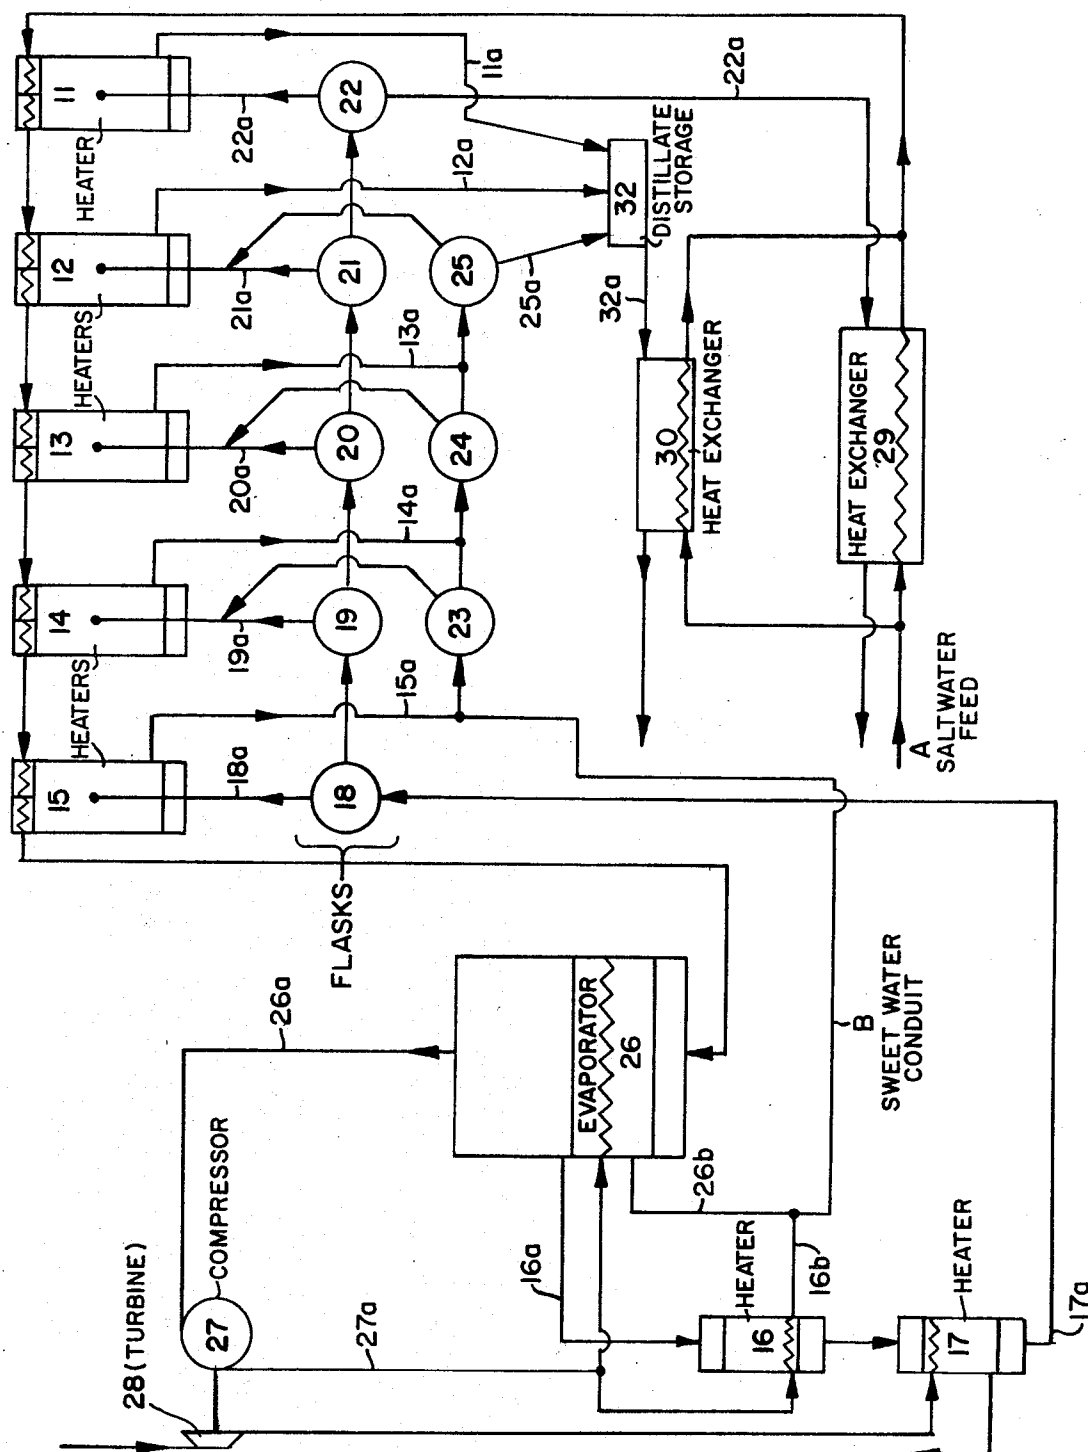 11
HEATER
22a
22
11a
22a
12
HEATERS
12a
21a
21
25
25a
32
DISTILLATE
STORAGE
32a
13
13a
20a
20
24
30
HEAT EXCHANGER
HEAT EXCHANGER
29
14
HEATERS
14a
19a
19
23
15
15a
18a
18
FLASKS
A
SALTWATER
FEED
26a
EVAPORATOR
26
B
SWEET WATER
CONDUIT
26b
28 (TURBINE)
27
COMPRESSOR
27a
16a
HEATER
16
16b
HEATER
17
17a